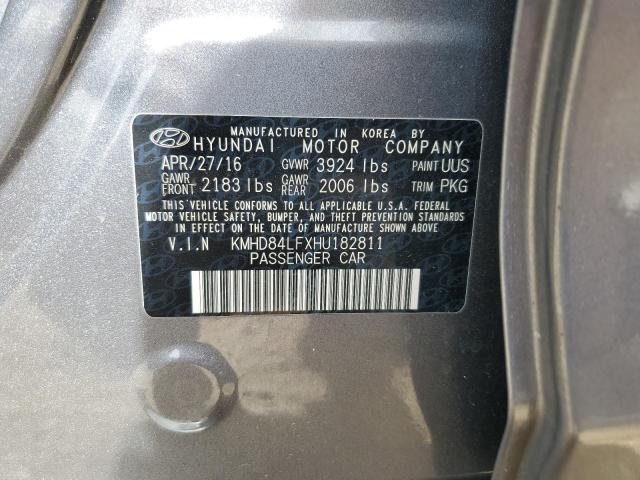 MANUFACTURED IN KOREA BY
HYUNDAI MOTOR COMPANY
APR/27/16 GVWR 3924 lbs PAINT UUS
GAWR FRONT 2183 lbs GAWR REAR 2006 lbs TRIM PKG
THIS VEHICLE CONFORMS TO ALL APPLICABLE U.S.A. FEDERAL
MOTOR VEHICLE SAFETY, BUMPER, AND THEFT PREVENTION STANDARDS
IN EFFECT ON THE DATE OF MANUFACTURE SHOWN ABOVE.
V.I.N KMHD84LFXHU182811
PASSENGER CAR